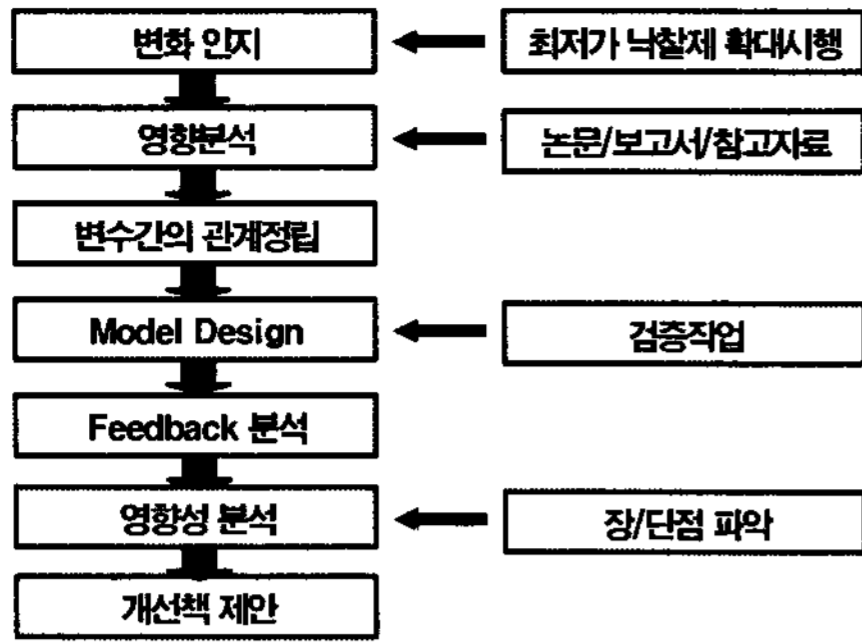 변화 인지
최저가 낙찰제 확대시행
영향분석
논문/보고서/참고자료
변수간의 관계정립
Model Design
검증작업
Feedback 분석
영향성 분석
장/단점 파악
개선책 제안